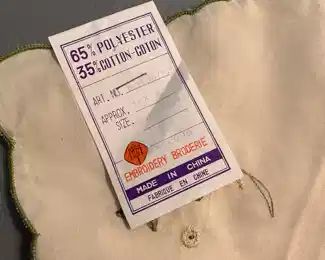 65% POLYESTER
35% COTTON-COTON
ART. NO.
APPROX.
SIZE.
EMBROIDERY BRODERIE
MADE IN CHINA
FABRIQUE EN CHINE